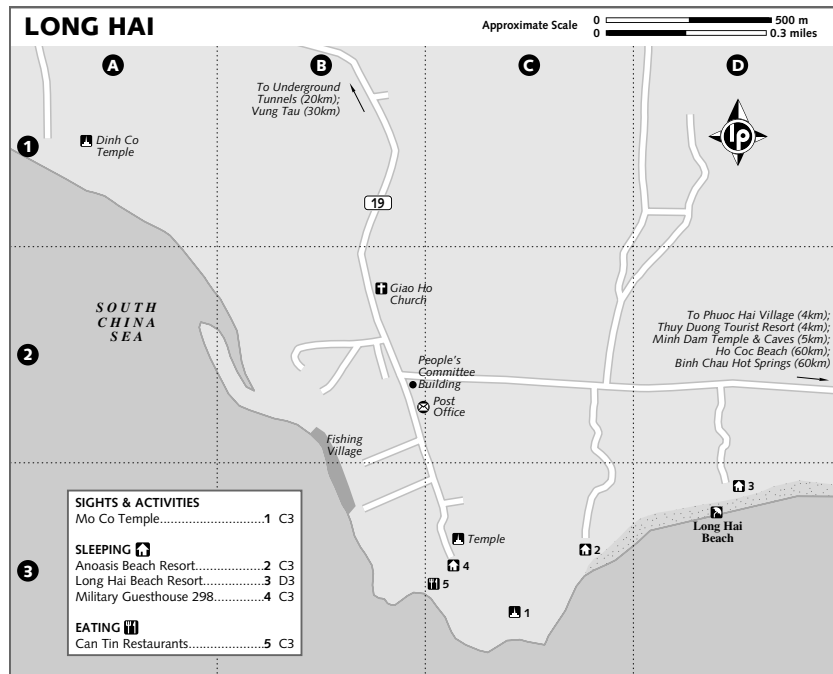 LONG HAI
Approximate Scale
0 500 m
0 0.3 miles
A
B
C
D
1
2
3
To Underground
Tunnels (20km);
Vung Tau (30km)
lp
Dinh Co
Temple
19
Giao Ho
Church
SOUTH
CHINA
SEA
To Phuoc Hai Village (4km);
Thuy Duong Tourist Resort (4km);
Minh Dam Temple & Caves (5km);
Ho Coc Beach (60km);
Binh Chau Hot Springs (60km)
People's
Committee
Building
Post
Office
Fishing
Village
3
Long Hai
Beach
Temple
2
4
5
1
SIGHTS & ACTIVITIES
Mo Co Temple............................1 C3
SLEEPING
Anoasis Beach Resort..................2 C3
Long Hai Beach Resort................3 D3
Military Guesthouse 298..............4 C3
EATING
Can Tin Restaurants....................5 C3